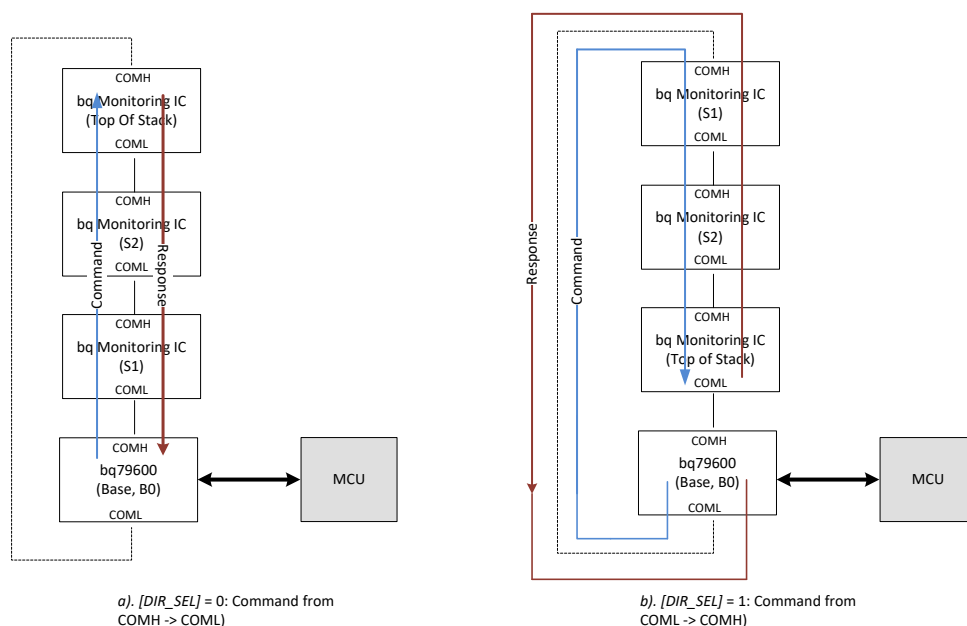 COMH
bq Monitoring IC
(Top Of Stack)
COML
COMH
bq Monitoring IC
(S2)
COML
Command
Response
COMH
bq Monitoring IC
(S1)
COML
COMH
bq79600
(Base, B0)
COML
MCU
a). [DIR_SEL] = 0: Command from
COMH -> COML)
COMH
bq Monitoring IC
(S1)
COML
COMH
bq Monitoring IC
(S2)
COML
Response
Command
COMH
bq Monitoring IC
(Top of Stack)
COML
COMH
bq79600
(Base, B0)
COML
MCU
b). [DIR_SEL] = 1: Command from
COML -> COMH)